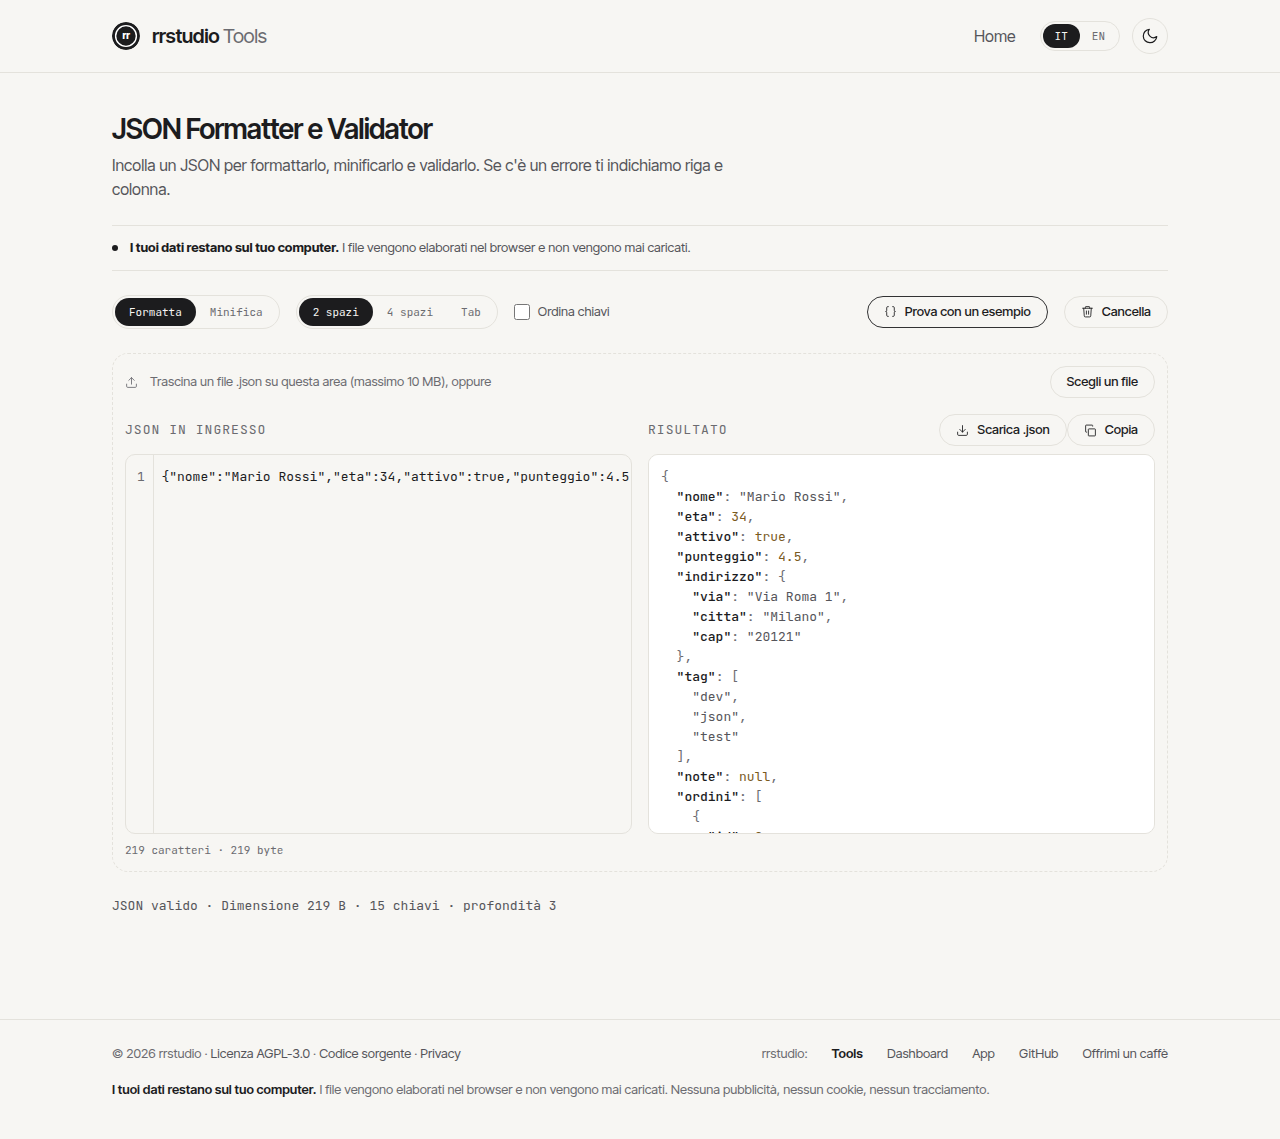 rr rrstudio Tools
Home
IT EN
JSON Formatter e Validator
Incolla un JSON per formattarlo, minificarlo e validarlo. Se c'è un errore ti indichiamo riga e
colonna.
I tuoi dati restano sul tuo computer. I file vengono elaborati nel browser e non vengono mai caricati.
Formatta Minifica 2 spazi 4 spazi Tab Ordina chiavi {} Prova con un esempio Cancella
Trascina un file .json su questa area (massimo 10 MB), oppure Scegli un file
JSON IN INGRESSO
1 {"nome":"Mario Rossi","eta":34,"attivo":true,"punteggio":4.5
219 caratteri · 219 byte
RISULTATO Scarica .json Copia
{
  "nome": "Mario Rossi",
  "eta": 34,
  "attivo": true,
  "punteggio": 4.5,
  "indirizzo": {
    "via": "Via Roma 1",
    "citta": "Milano",
    "cap": "20121"
  },
  "tag": [
    "dev",
    "json",
    "test"
  ],
  "note": null,
  "ordini": [
    {
JSON valido · Dimensione 219 B · 15 chiavi · profondità 3
© 2026 rrstudio · Licenza AGPL-3.0 · Codice sorgente · Privacy
rrstudio: Tools Dashboard App GitHub Offrimi un caffè
I tuoi dati restano sul tuo computer. I file vengono elaborati nel browser e non vengono mai caricati. Nessuna pubblicità, nessun cookie, nessun tracciamento.